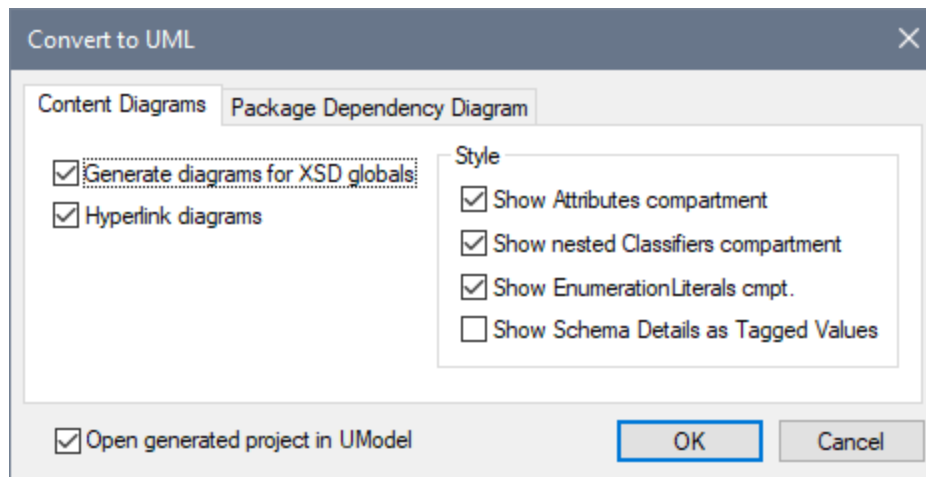 Convert to UML
Content Diagrams
Package Dependency Diagram
Generate diagrams for XSD globals
Hyperlink diagrams
Style
Show Attributes compartment
Show nested Classifiers compartment
Show EnumerationLiterals cmpt.
Show Schema Details as Tagged Values
Open generated project in UModel
OK
Cancel